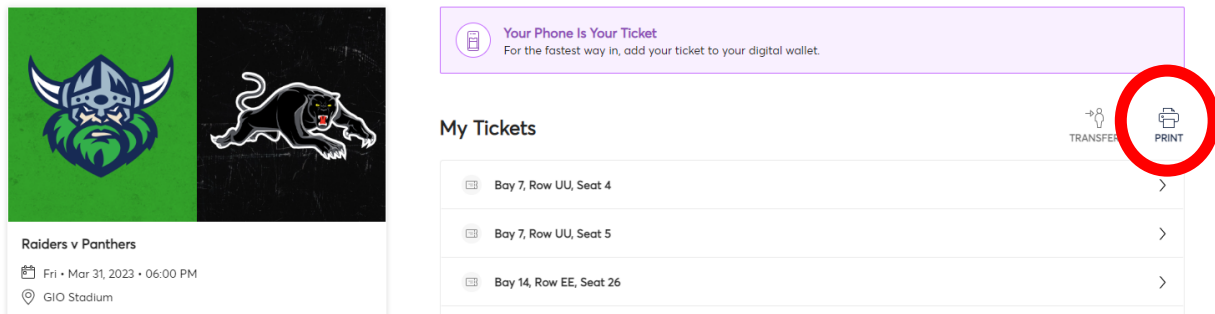 Your Phone Is Your Ticket
For the fastest way in, add your ticket to your digital wallet.
My Tickets
TRANSFER
PRINT
Bay 7, Row UU, Seat 4
Bay 7, Row UU, Seat 5
Bay 14, Row EE, Seat 26
Raiders v Panthers
Fri • Mar 31, 2023 • 06:00 PM
GIO Stadium